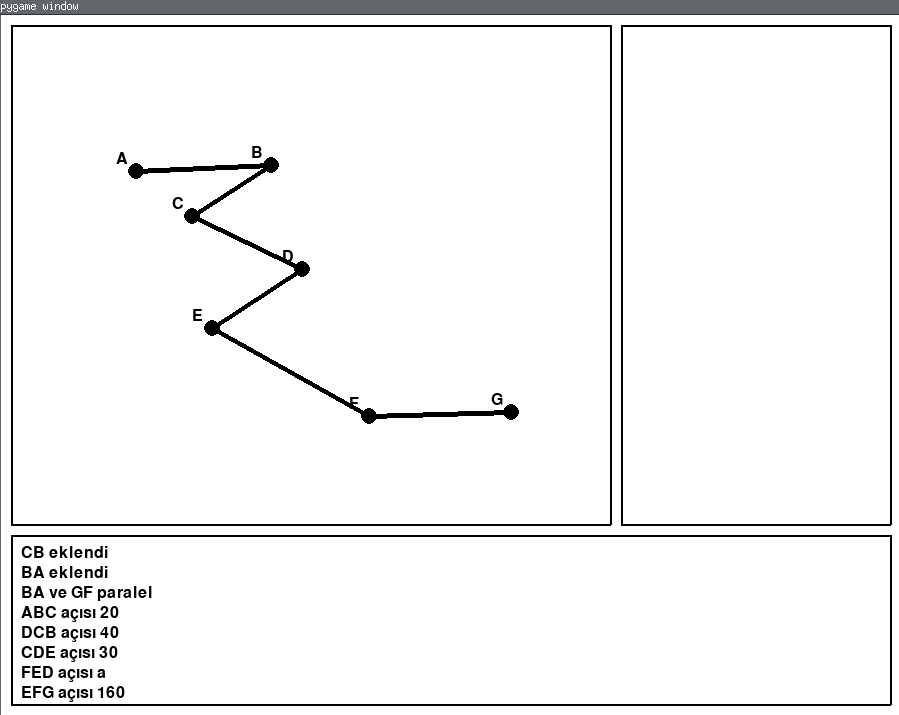 pygame window
A
B
C
D
E
F
G
CB eklendi
BA eklendi
BA ve GF paralel
ABC açısı 20
DCB açısı 40
CDE açısı 30
FED açısı a
EFG açısı 160